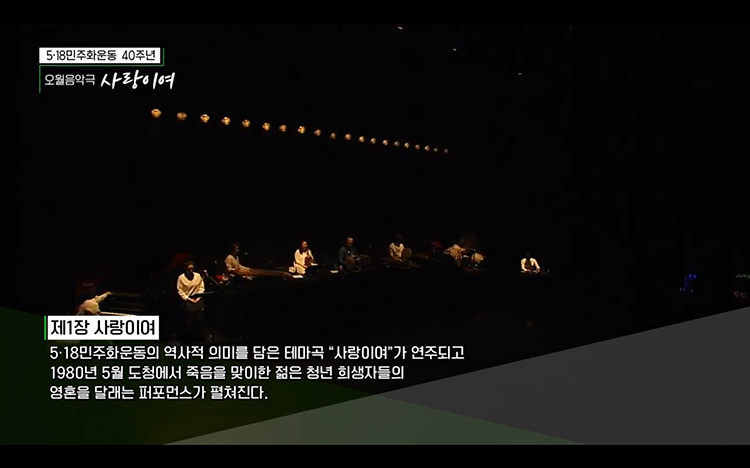 5·18민주화운동 40주년
오월음악극 사랑이여
제1장 사랑이여
5·18민주화운동의 역사적 의미를 담은 테마곡 “사랑이여”가 연주되고
1980년 5월 도청에서 죽음을 맞이한 젊은 청년 희생자들의
영혼을 달래는 퍼포먼스가 펼쳐진다.